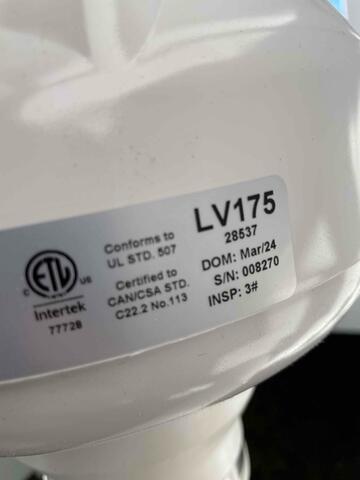 LV175
28537
DOM: Mar/24
S/N: 008270
INSP: 3#
Conforms to
UL STD. 507
Certified to
CAN/CSA STD.
C22.2 No.113
C ETL US
Intertek
77728